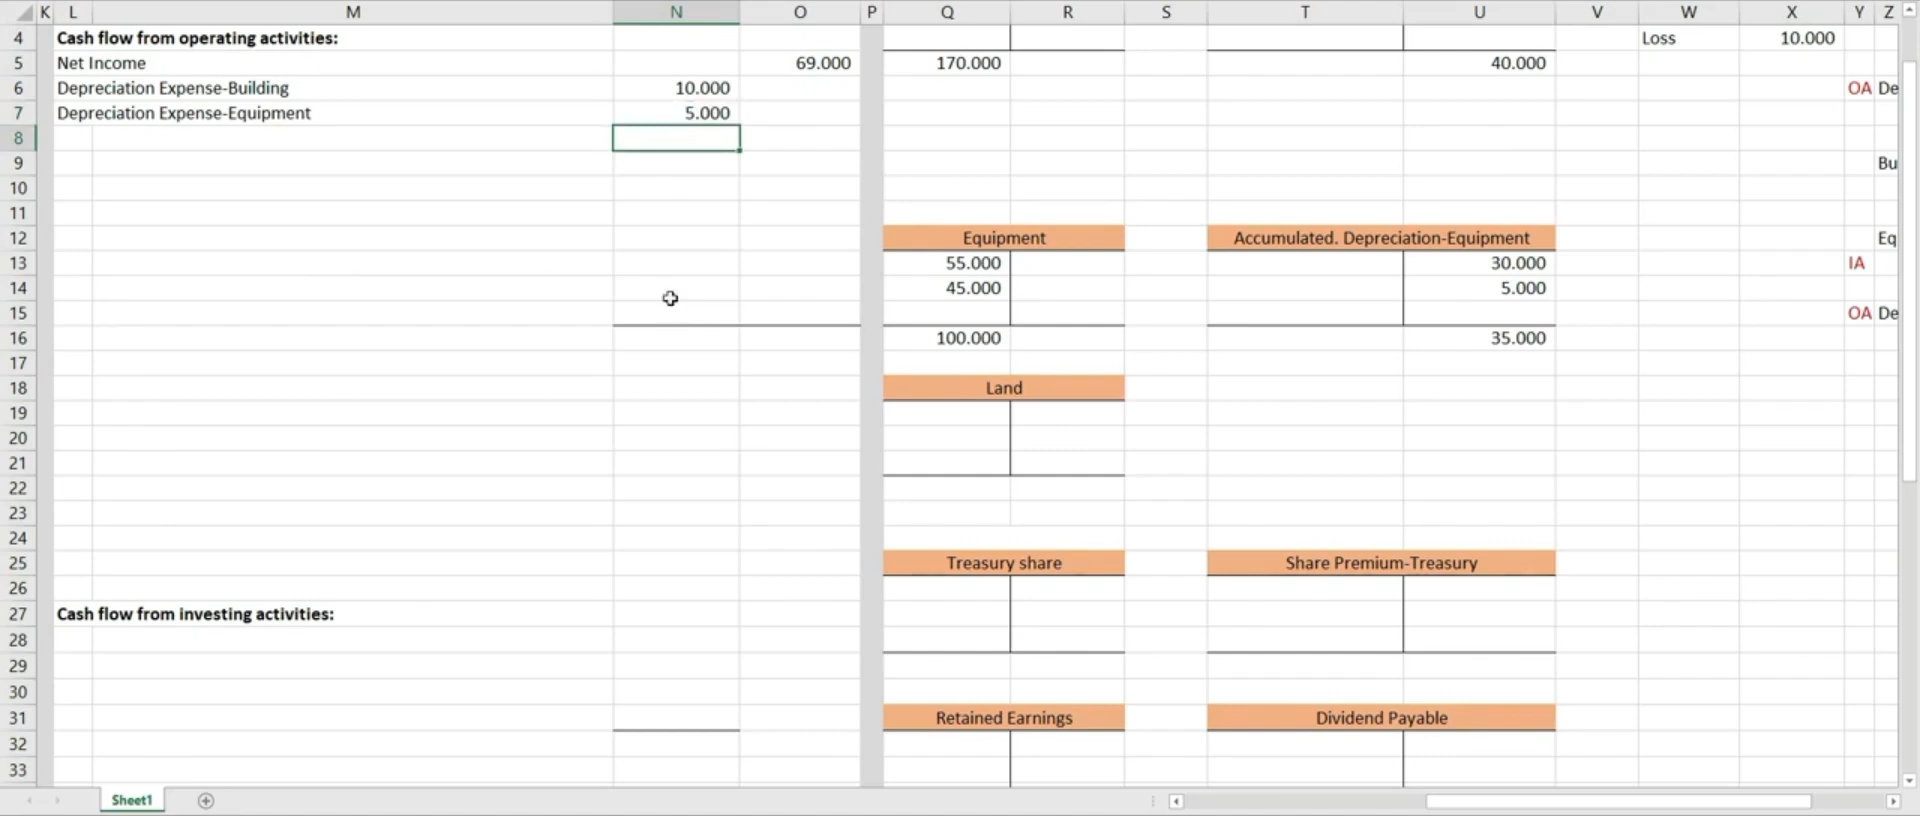 K L M N O P Q R S T U V W X Y Z
4 Cash flow from operating activities: Loss 10.000
5 Net Income 69.000 170.000 40.000
6 Depreciation Expense-Building 10.000 OA De
7 Depreciation Expense-Equipment 5.000
8
9 Bu
10
11
12 Equipment Accumulated. Depreciation-Equipment Eq
13 55.000 30.000 IA
14 45.000 5.000
15 OA De
16 100.000 35.000
17
18 Land
19
20
21
22
23
24
25 Treasury share Share Premium-Treasury
26
27 Cash flow from investing activities:
28
29
30
31 Retained Earnings Dividend Payable
32
33
Sheet1